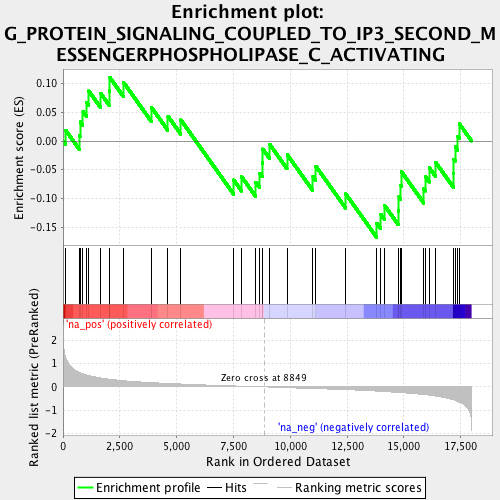 Enrichment plot:
G_PROTEIN_SIGNALING_COUPLED_TO_IP3_SECOND_M
ESSENGERPHOSPHOLIPASE_C_ACTIVATING
Enrichment score (ES)
0.10
0.05
0.00
-0.05
-0.10
-0.15
'na_pos' (positively correlated)
Ranked list metric (PreRanked)
2
1
0
-1
-2
Zero cross at 8849
'na_neg' (negatively correlated)
0
2,500
5,000
7,500
10,000
12,500
15,000
17,500
Rank in Ordered Dataset
Enrichment profile
Hits
Ranking metric scores